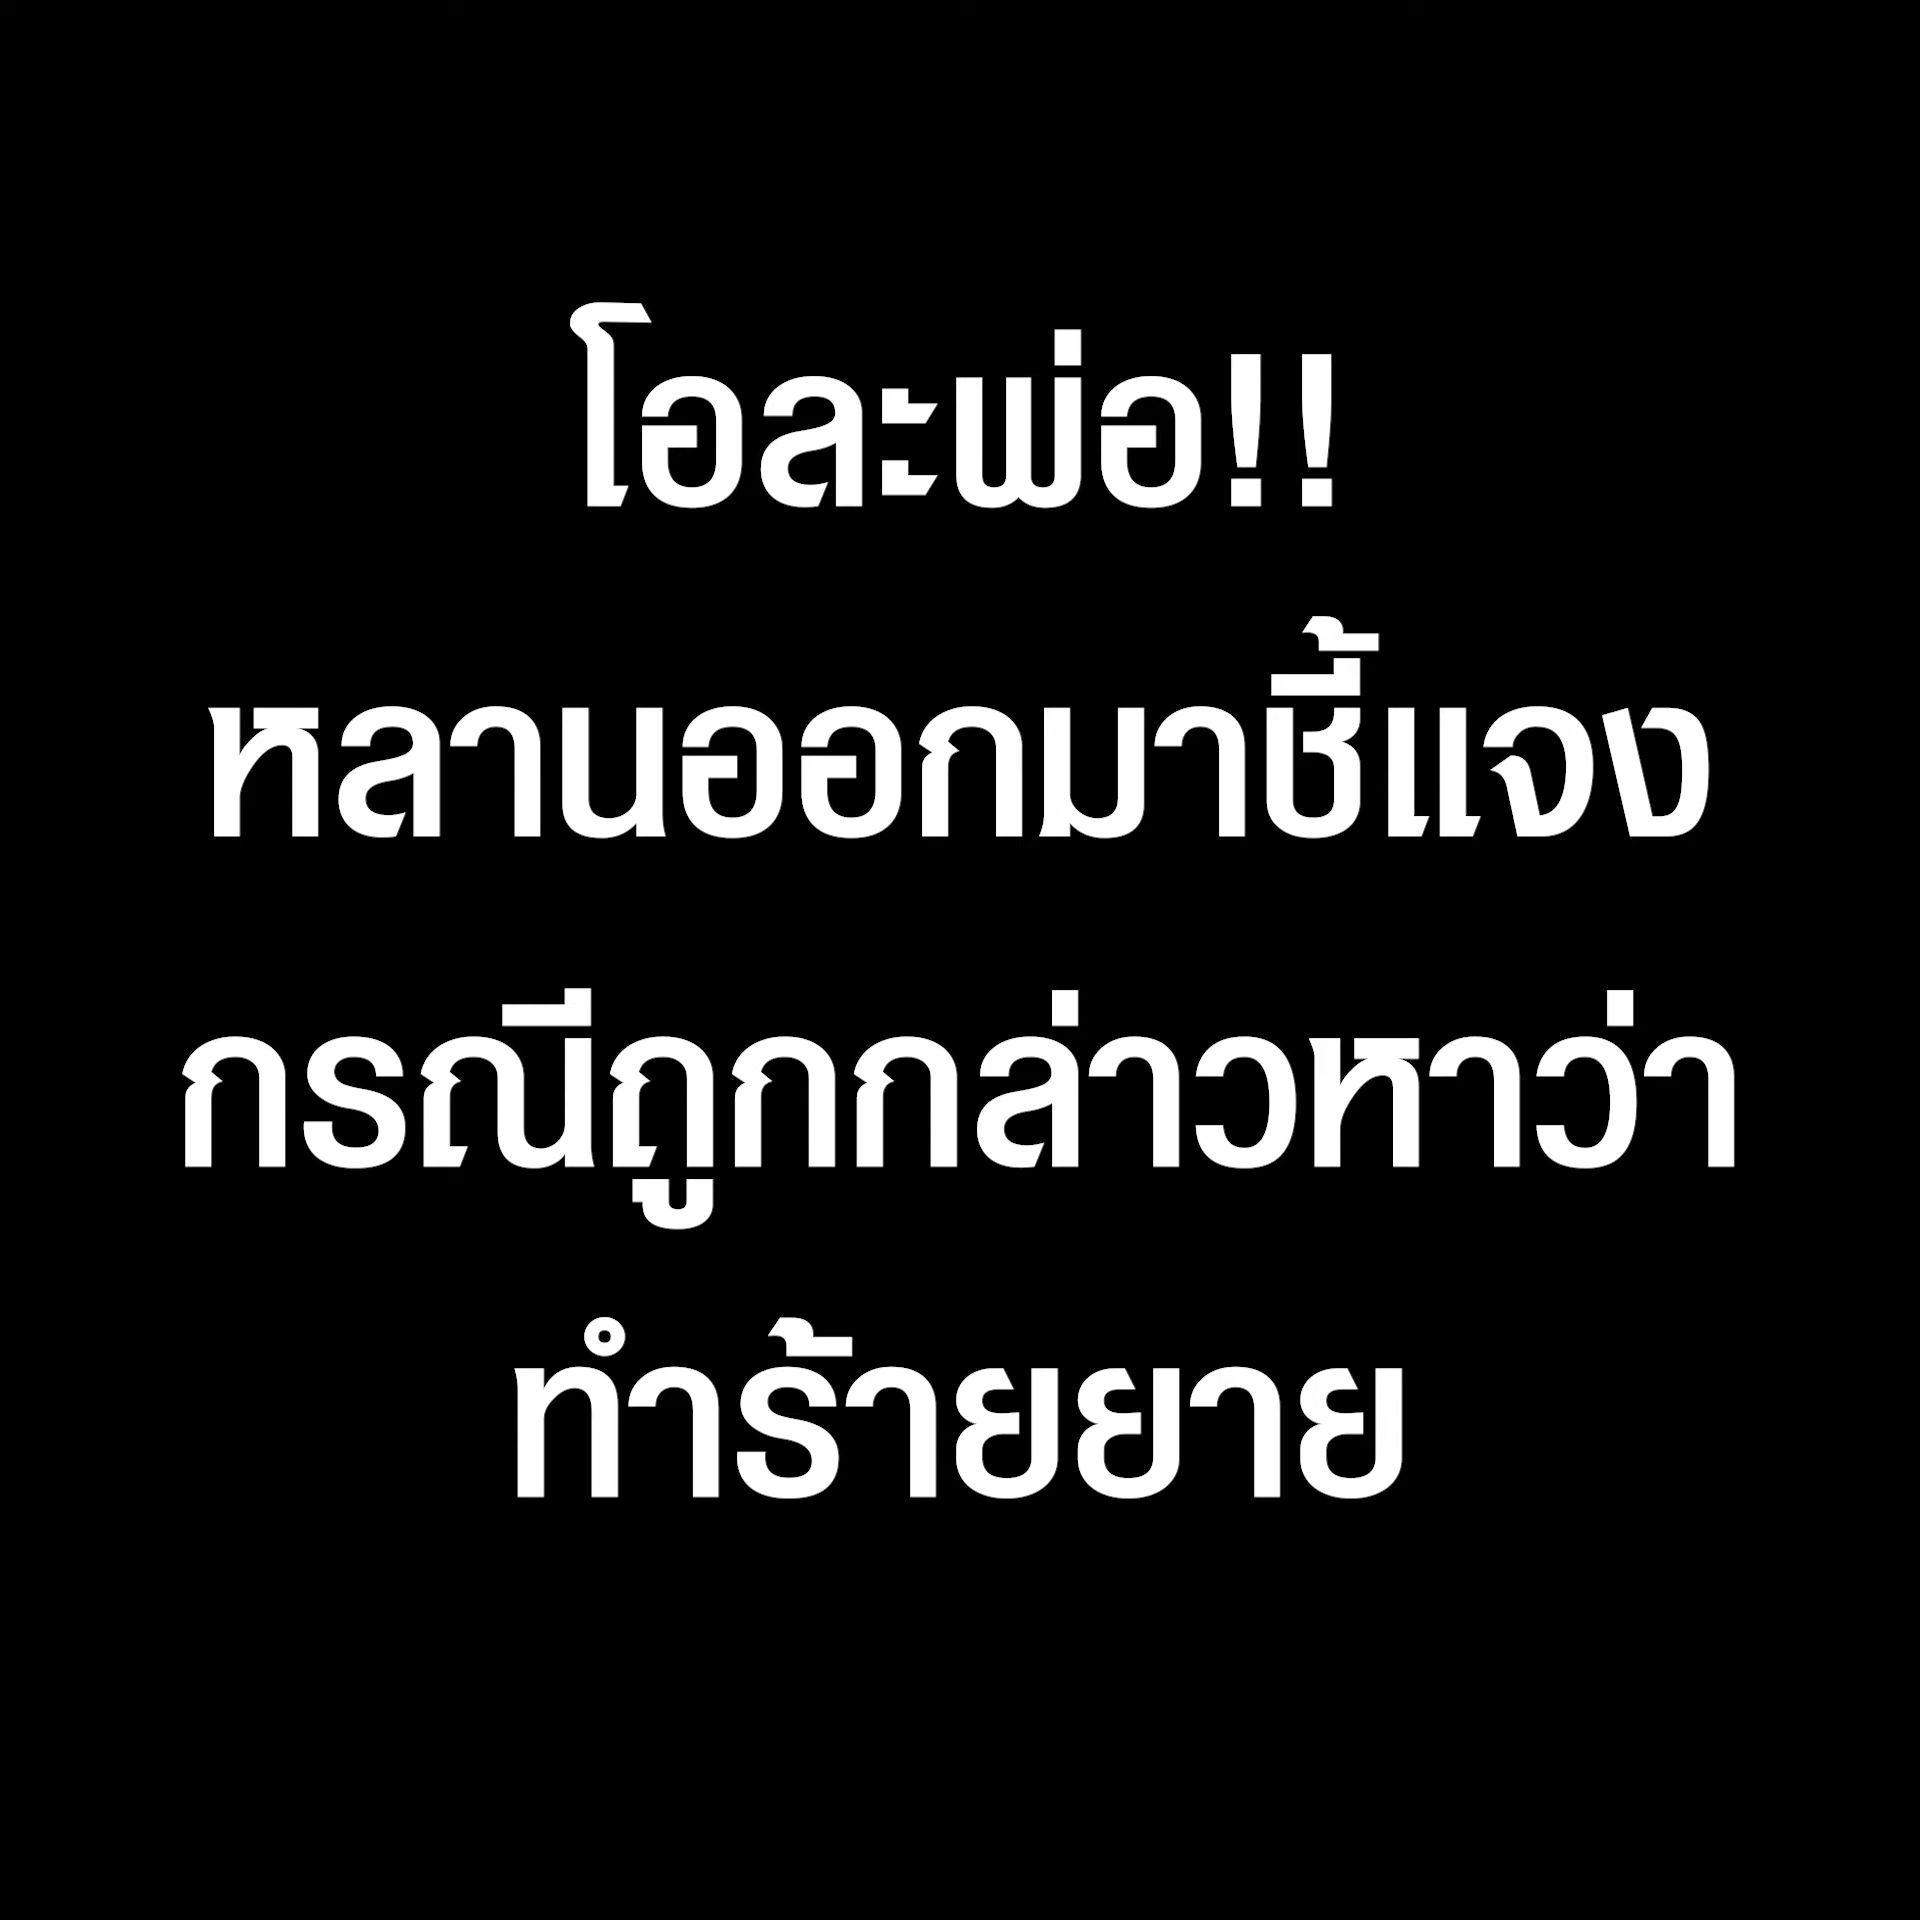 โอละพ่อ!!
หลานออกมาชี้แจง
กรณีถูกกล่าวหาว่า
ทำร้ายยาย